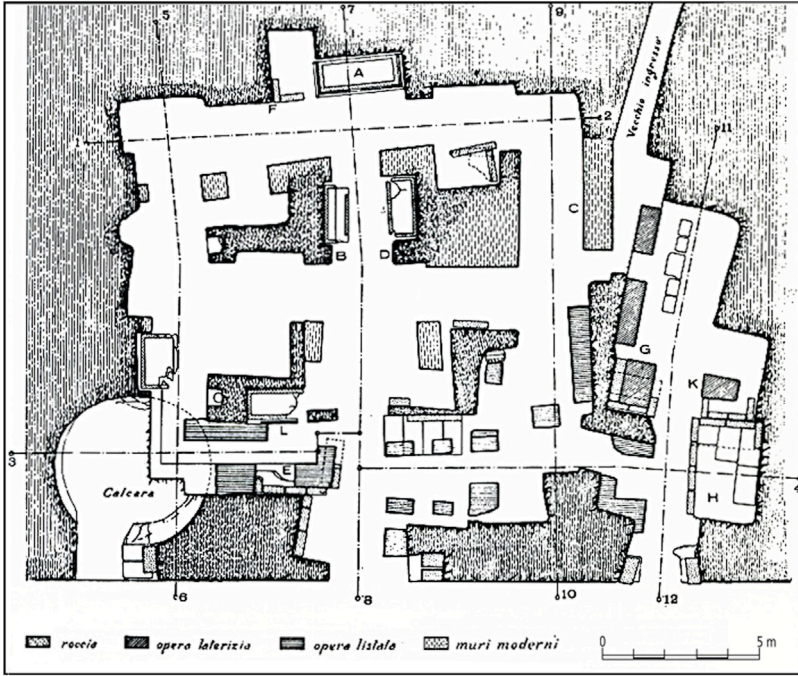 5
7
9
A
Vecchio ingresso
F
1
2
11
C
B
D
G
K
O
L
3
E
Calcara
H
4
6
8
10
12
roccia
opera laterizia
opera listata
muri moderni
0
5 m